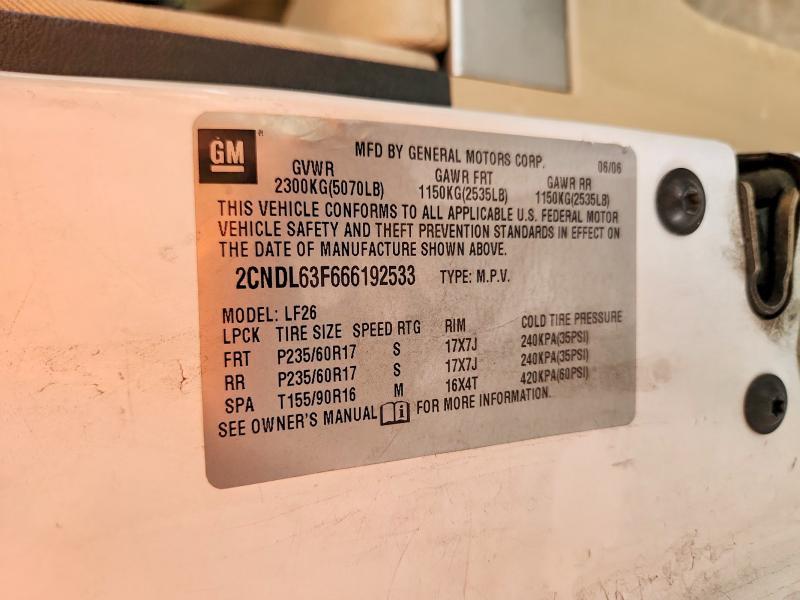 GM
MFD BY GENERAL MOTORS CORP. 06/06
GVWR GAWR FRT GAWR RR
2300KG(5070LB) 1150KG(2535LB) 1150KG(2535LB)
THIS VEHICLE CONFORMS TO ALL APPLICABLE U.S. FEDERAL MOTOR
VEHICLE SAFETY AND THEFT PREVENTION STANDARDS IN EFFECT ON
THE DATE OF MANUFACTURE SHOWN ABOVE.
2CNDL63F666192533 TYPE: M.P.V.
MODEL: LF26
LPCK TIRE SIZE SPEED RTG RIM COLD TIRE PRESSURE
FRT P235/60R17 S 17X7J 240KPA(35PSI)
RR P235/60R17 S 17X7J 240KPA(35PSI)
SPA T155/90R16 M 16X4T 420KPA(60PSI)
SEE OWNER'S MANUAL FOR MORE INFORMATION.